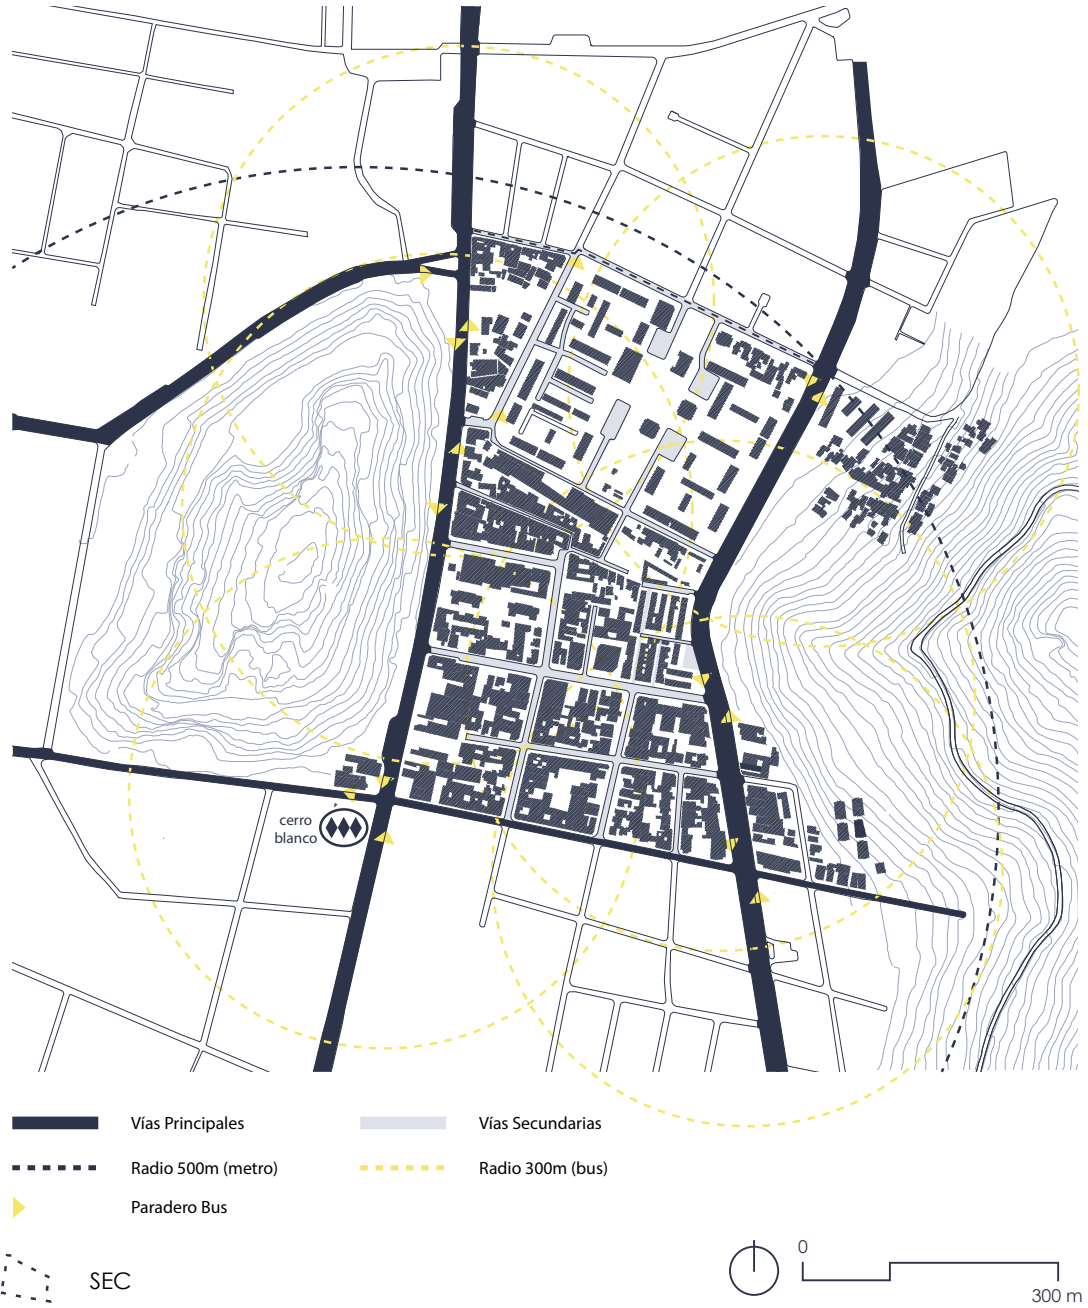 cerro
blanco
Vías Principales
Vías Secundarias
Radio 500m (metro)
Radio 300m (bus)
Paradero Bus
SEC
0
300 m